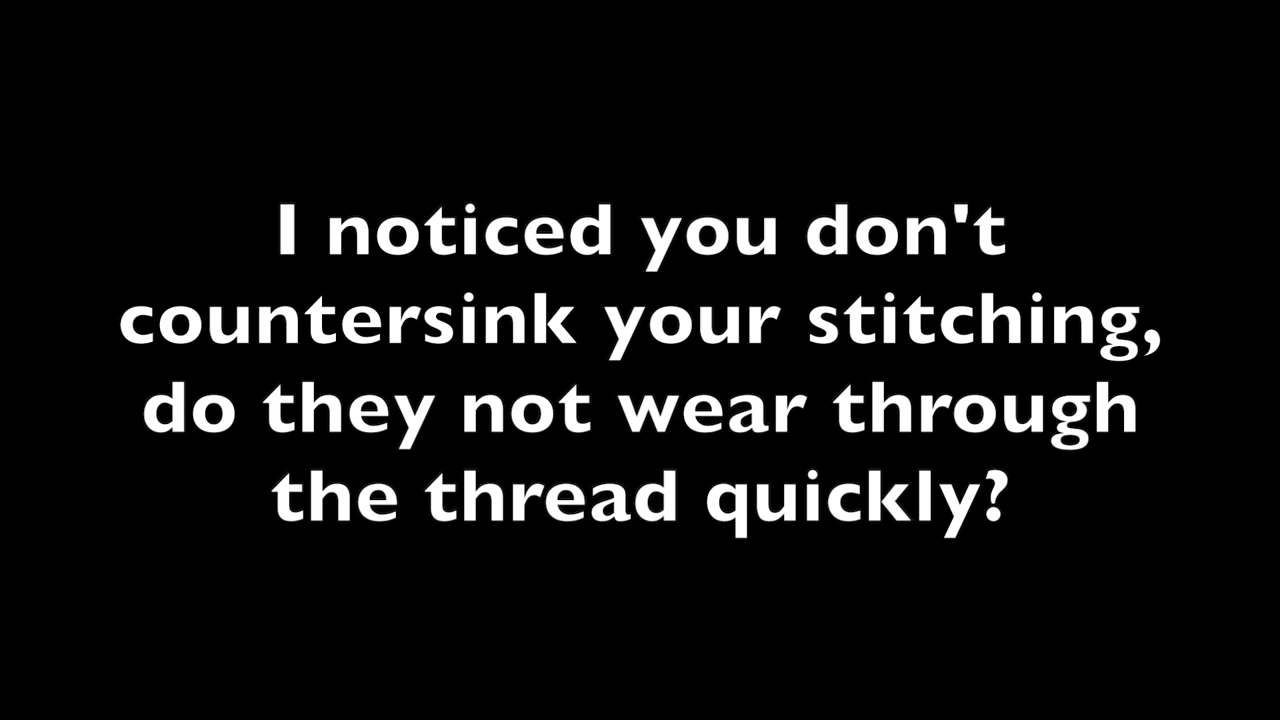 I noticed you don't
countersink your stitching,
do they not wear through
the thread quickly?